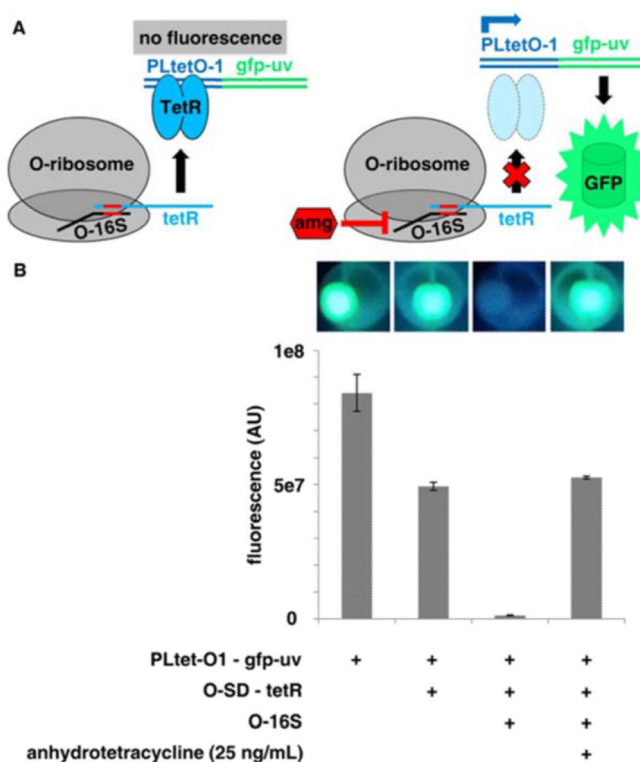 A
no fluorescence
PLtetO-1 gfp-uv
TetR
O-ribosome
tetR
O-16S
PLtetO-1 gfp-uv
O-ribosome
GFP
amg
tetR
O-16S
B
1e8
5e7
0
fluorescence (AU)
PLtet-O1 - gfp-uv + + + +
O-SD - tetR + + +
O-16S + +
anhydrotetracycline (25 ng/mL) +